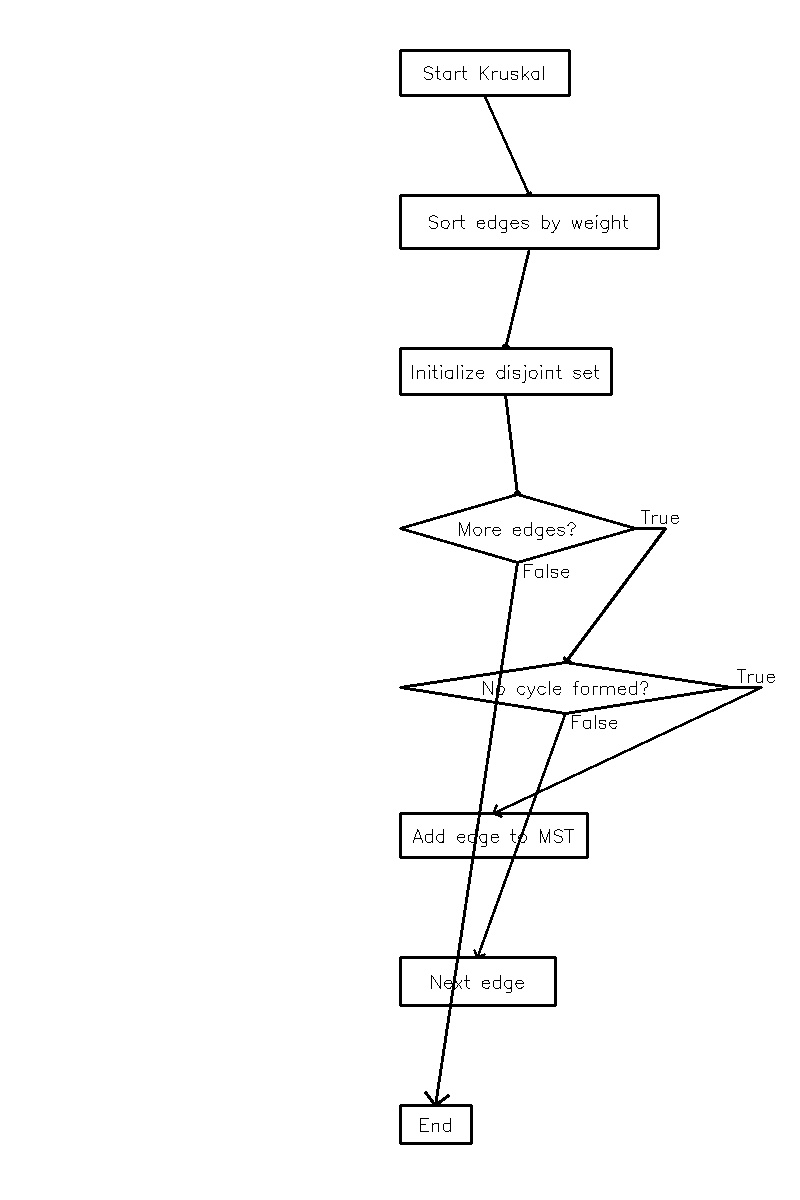 Start Kruskal
Sort edges by weight
Initialize disjoint set
More edges?
True
False
No cycle formed?
True
False
Add edge to MST
Next edge
End